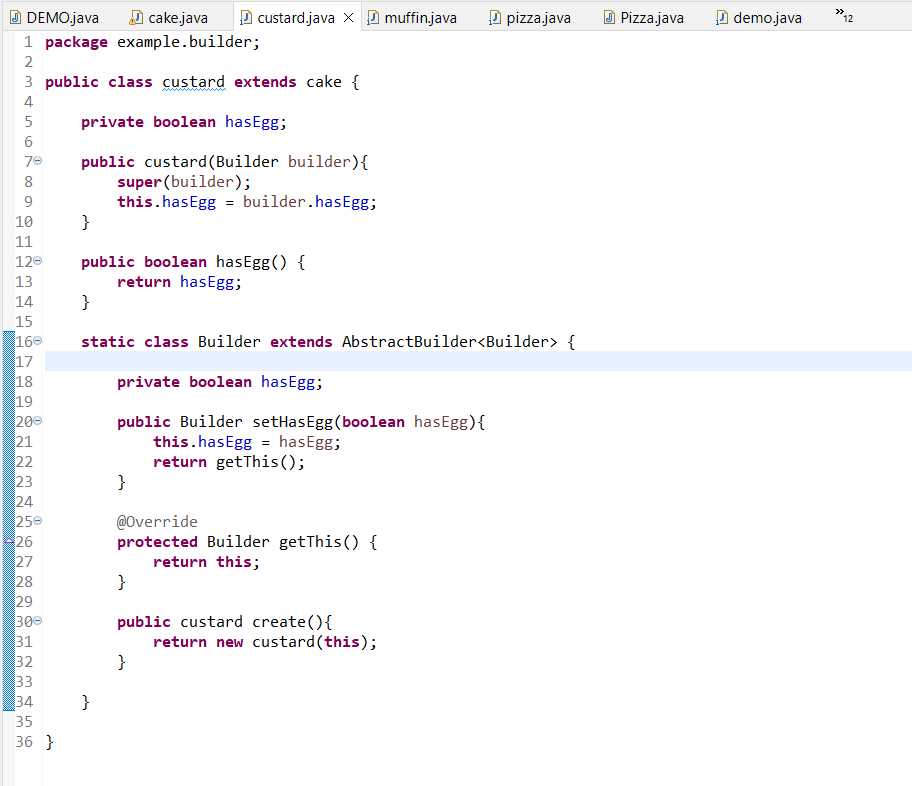 DEMO.java cake.java custard.java muffin.java pizza.java Pizza.java demo.java »12
1 package example.builder;
2
3 public class custard extends cake {
4
5 private boolean hasEgg;
6
7 public custard(Builder builder){
8 super(builder);
9 this.hasEgg = builder.hasEgg;
10 }
11
12 public boolean hasEgg() {
13 return hasEgg;
14 }
15
16 static class Builder extends AbstractBuilder<Builder> {
17
18 private boolean hasEgg;
19
20 public Builder setHasEgg(boolean hasEgg){
21 this.hasEgg = hasEgg;
22 return getThis();
23 }
24
25 @Override
26 protected Builder getThis() {
27 return this;
28 }
29
30 public custard create(){
31 return new custard(this);
32 }
33
34 }
35
36 }